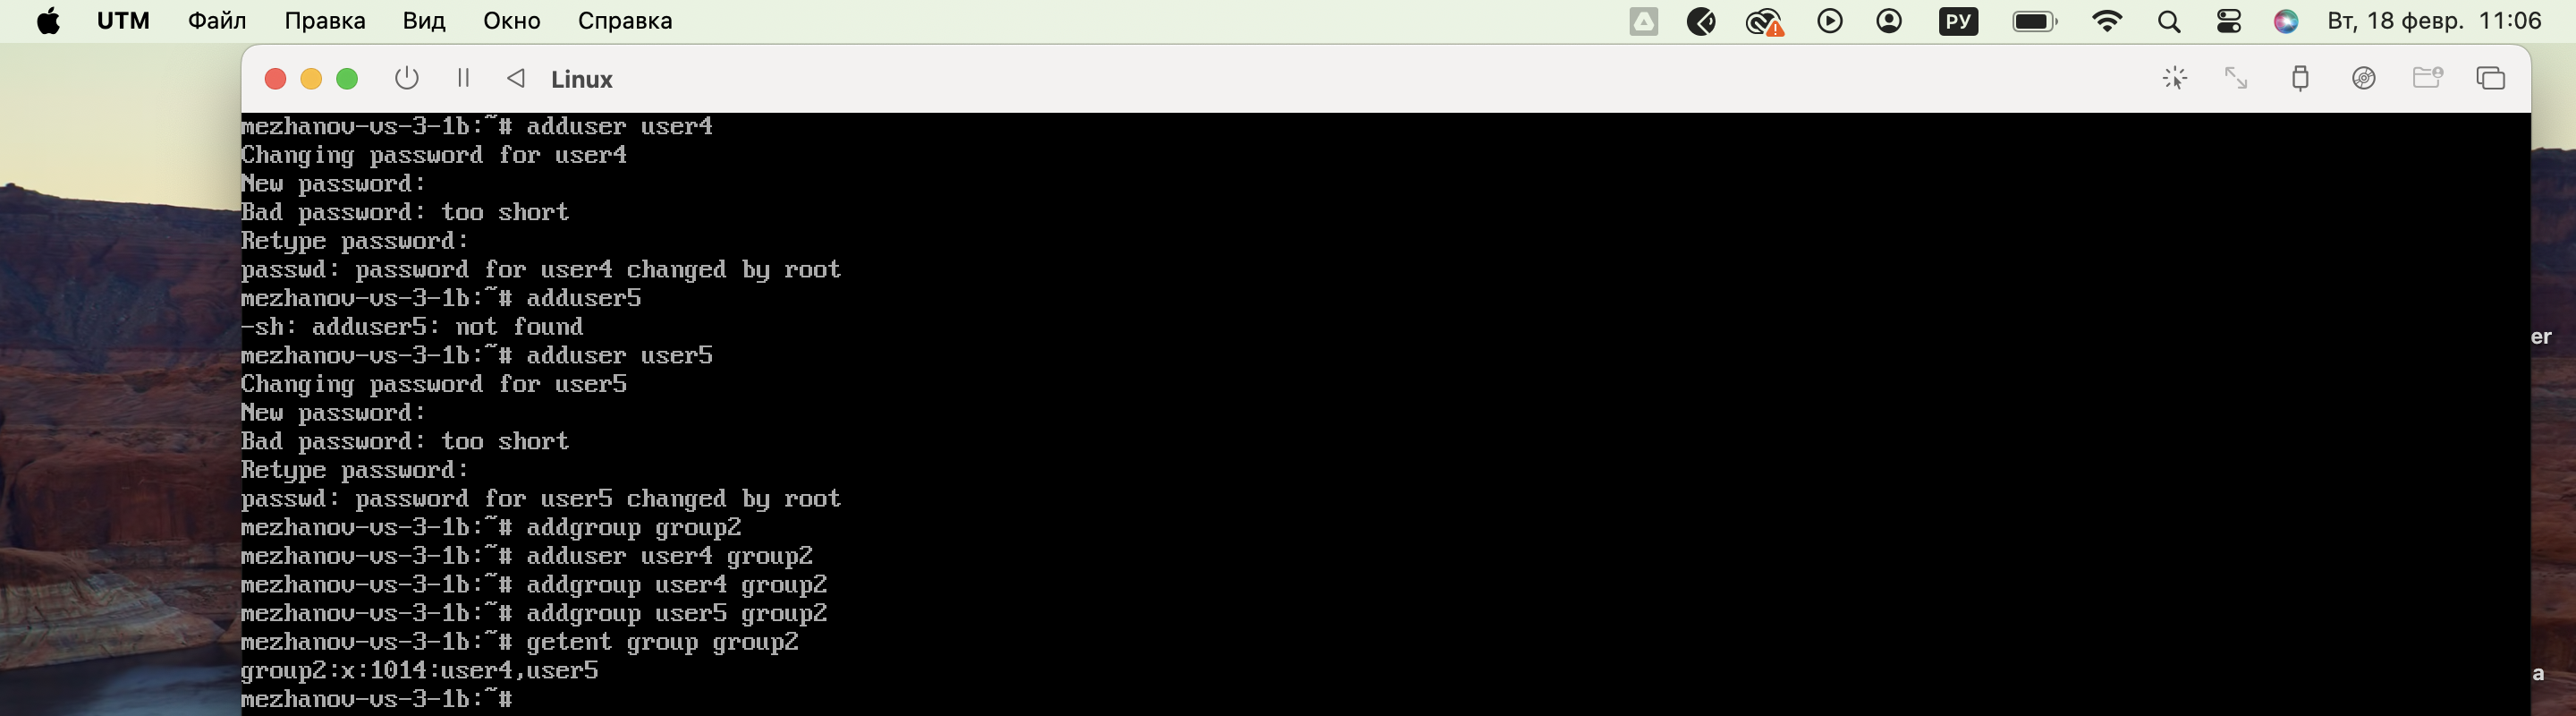 UTM Файл Правка Вид Окно Справка РУ Вт, 18 февр. 11:06
Linux
mezhanov-vs-3-1b:~# adduser user4
Changing password for user4
New password:
Bad password: too short
Retype password:
passwd: password for user4 changed by root
mezhanov-vs-3-1b:~# adduser5
-sh: adduser5: not found
mezhanov-vs-3-1b:~# adduser user5
Changing password for user5
New password:
Bad password: too short
Retype password:
passwd: password for user5 changed by root
mezhanov-vs-3-1b:~# addgroup group2
mezhanov-vs-3-1b:~# adduser user4 group2
mezhanov-vs-3-1b:~# addgroup user4 group2
mezhanov-vs-3-1b:~# addgroup user5 group2
mezhanov-vs-3-1b:~# getent group group2
group2:x:1014:user4,user5
mezhanov-vs-3-1b:~#
er
a